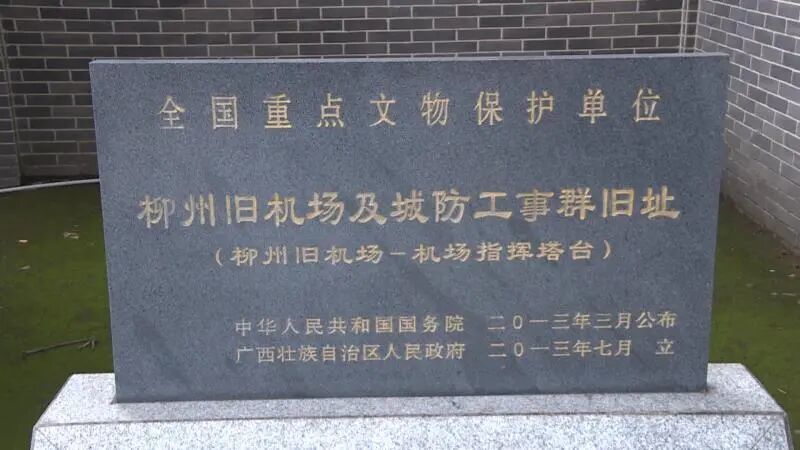 全国重点文物保护单位
柳州旧机场及城防工事群旧址
（柳州旧机场－机场指挥塔台）
中华人民共和国国务院 二〇一三年三月公布
广西壮族自治区人民政府 二〇一三年七月 立